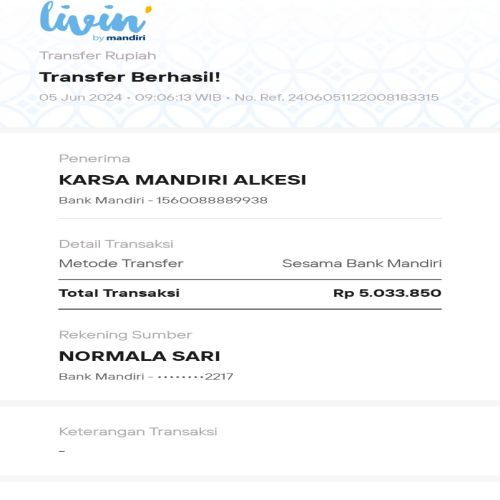 livin'
by mandiri
Transfer Rupiah
Transfer Berhasil!
05 Jun 2024 • 09:06:13 WIB • No. Ref. 2406051122008183315
Penerima
KARSA MANDIRI ALKESI
Bank Mandiri - 1560088889938
Detail Transaksi
Metode Transfer Sesama Bank Mandiri
Total Transaksi Rp 5.033.850
Rekening Sumber
NORMALA SARI
Bank Mandiri - ••••••••2217
Keterangan Transaksi
-